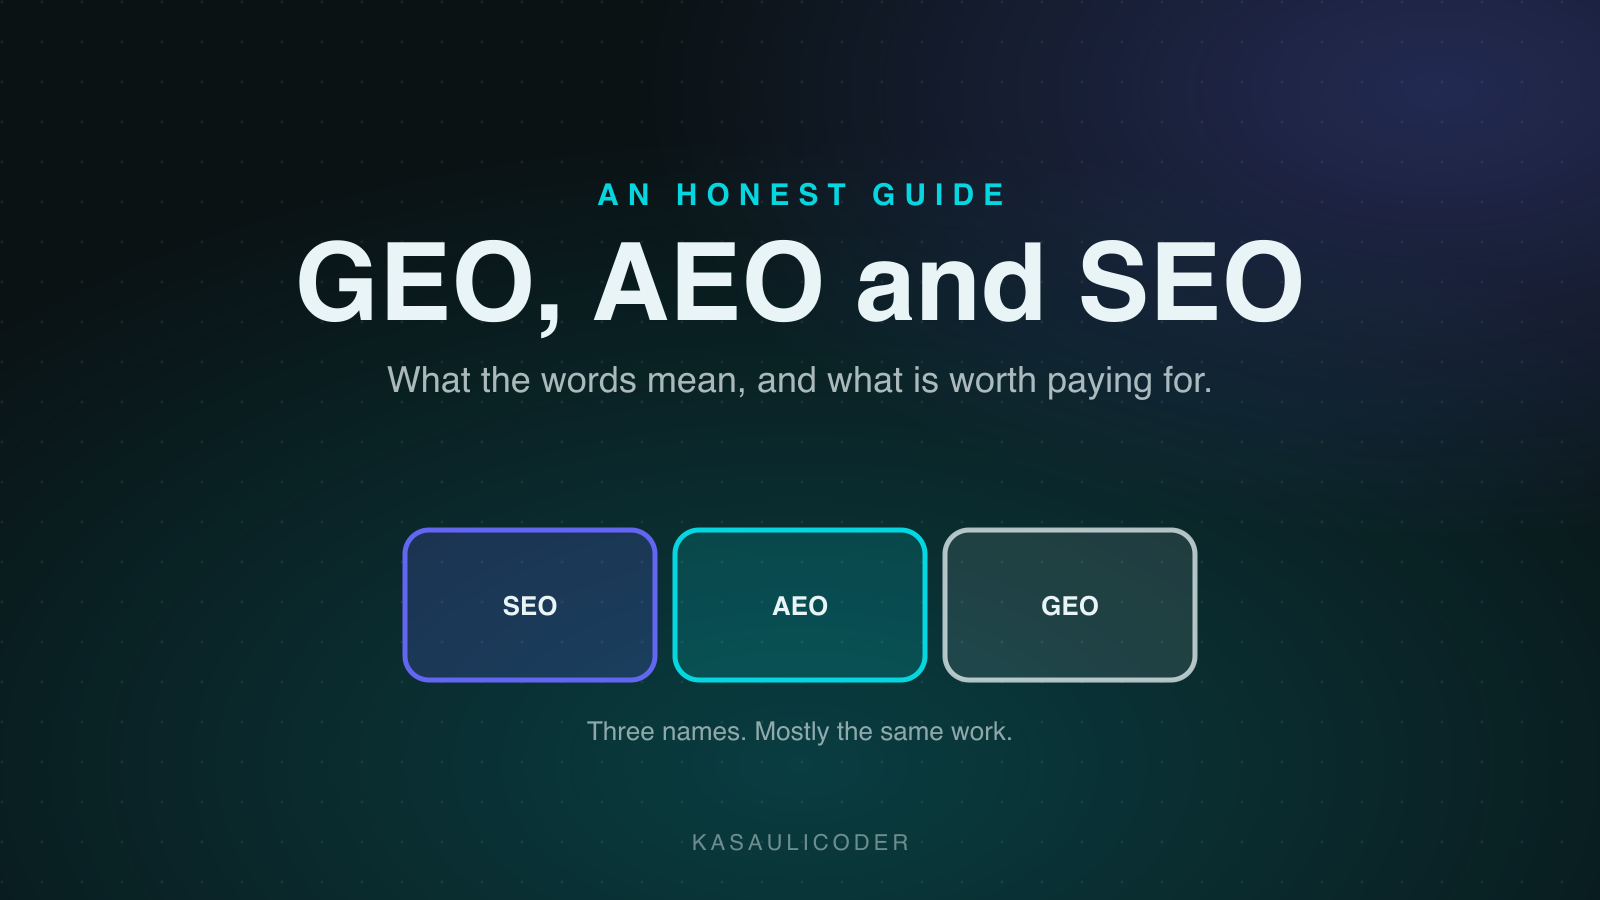 AN HONEST GUIDE
GEO, AEO and SEO
What the words mean, and what is worth paying for.
SEO
AEO
GEO
Three names. Mostly the same work.
KASAULICODER